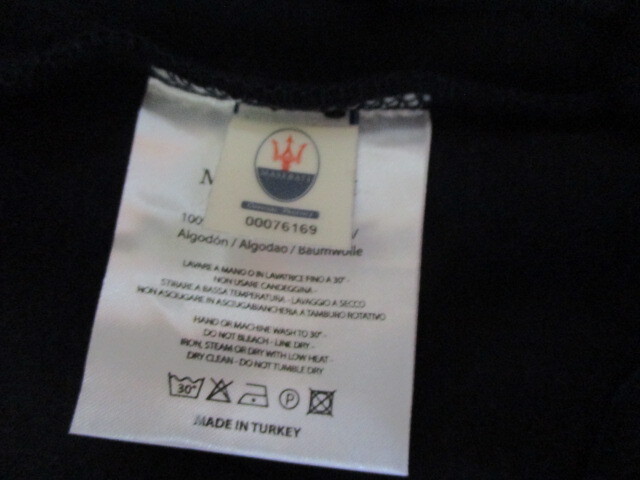 MASERATI
00076169
100
Algodón / Algodao / Baumwolle
LAVARE A MANO O IN LAVATRICE FINO A 30° -
NON USARE CANDEGGINA -
STIRARE A BASSA TEMPERATURA - LAVAGGIO A SECCO
NON ASCIUGARE IN ASCIUGABIANCHERIA A TAMBURO ROTATIVO
HAND OR MACHINE WASH TO 30° -
DO NOT BLEACH - LINE DRY -
IRON, STEAM OR DRY WITH LOW HEAT -
DRY CLEAN - DO NOT TUMBLE DRY
30° P
MADE IN TURKEY